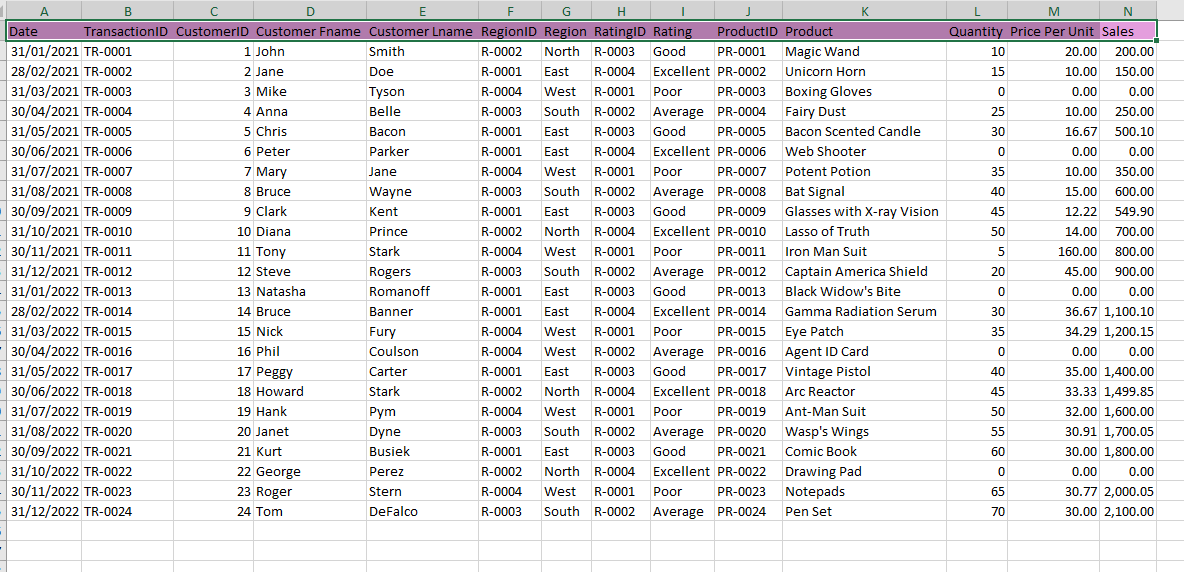 A B C D E F G H I J K L M N
Date TransactionID CustomerID Customer Fname Customer Lname RegionID Region RatingID Rating ProductID Product Quantity Price Per Unit Sales
31/01/2021 TR-0001 1 John Smith R-0002 North R-0003 Good PR-0001 Magic Wand 10 20.00 200.00
28/02/2021 TR-0002 2 Jane Doe R-0001 East R-0004 Excellent PR-0002 Unicorn Horn 15 10.00 150.00
31/03/2021 TR-0003 3 Mike Tyson R-0004 West R-0001 Poor PR-0003 Boxing Gloves 0 0.00 0.00
30/04/2021 TR-0004 4 Anna Belle R-0003 South R-0002 Average PR-0004 Fairy Dust 25 10.00 250.00
31/05/2021 TR-0005 5 Chris Bacon R-0001 East R-0003 Good PR-0005 Bacon Scented Candle 30 16.67 500.10
30/06/2021 TR-0006 6 Peter Parker R-0001 East R-0004 Excellent PR-0006 Web Shooter 0 0.00 0.00
31/07/2021 TR-0007 7 Mary Jane R-0004 West R-0001 Poor PR-0007 Potent Potion 35 10.00 350.00
31/08/2021 TR-0008 8 Bruce Wayne R-0003 South R-0002 Average PR-0008 Bat Signal 40 15.00 600.00
30/09/2021 TR-0009 9 Clark Kent R-0001 East R-0003 Good PR-0009 Glasses with X-ray Vision 45 12.22 549.90
31/10/2021 TR-0010 10 Diana Prince R-0002 North R-0004 Excellent PR-0010 Lasso of Truth 50 14.00 700.00
30/11/2021 TR-0011 11 Tony Stark R-0004 West R-0001 Poor PR-0011 Iron Man Suit 5 160.00 800.00
31/12/2021 TR-0012 12 Steve Rogers R-0003 South R-0002 Average PR-0012 Captain America Shield 20 45.00 900.00
31/01/2022 TR-0013 13 Natasha Romanoff R-0001 East R-0003 Good PR-0013 Black Widow's Bite 0 0.00 0.00
28/02/2022 TR-0014 14 Bruce Banner R-0001 East R-0004 Excellent PR-0014 Gamma Radiation Serum 30 36.67 1,100.10
31/03/2022 TR-0015 15 Nick Fury R-0004 West R-0001 Poor PR-0015 Eye Patch 35 34.29 1,200.15
30/04/2022 TR-0016 16 Phil Coulson R-0004 West R-0002 Average PR-0016 Agent ID Card 0 0.00 0.00
31/05/2022 TR-0017 17 Peggy Carter R-0001 East R-0003 Good PR-0017 Vintage Pistol 40 35.00 1,400.00
30/06/2022 TR-0018 18 Howard Stark R-0002 North R-0004 Excellent PR-0018 Arc Reactor 45 33.33 1,499.85
31/07/2022 TR-0019 19 Hank Pym R-0004 West R-0001 Poor PR-0019 Ant-Man Suit 50 32.00 1,600.00
31/08/2022 TR-0020 20 Janet Dyne R-0003 South R-0002 Average PR-0020 Wasp's Wings 55 30.91 1,700.05
30/09/2022 TR-0021 21 Kurt Busiek R-0001 East R-0003 Good PR-0021 Comic Book 60 30.00 1,800.00
31/10/2022 TR-0022 22 George Perez R-0002 North R-0004 Excellent PR-0022 Drawing Pad 0 0.00 0.00
30/11/2022 TR-0023 23 Roger Stern R-0004 West R-0001 Poor PR-0023 Notepads 65 30.77 2,000.05
31/12/2022 TR-0024 24 Tom DeFalco R-0003 South R-0002 Average PR-0024 Pen Set 70 30.00 2,100.00